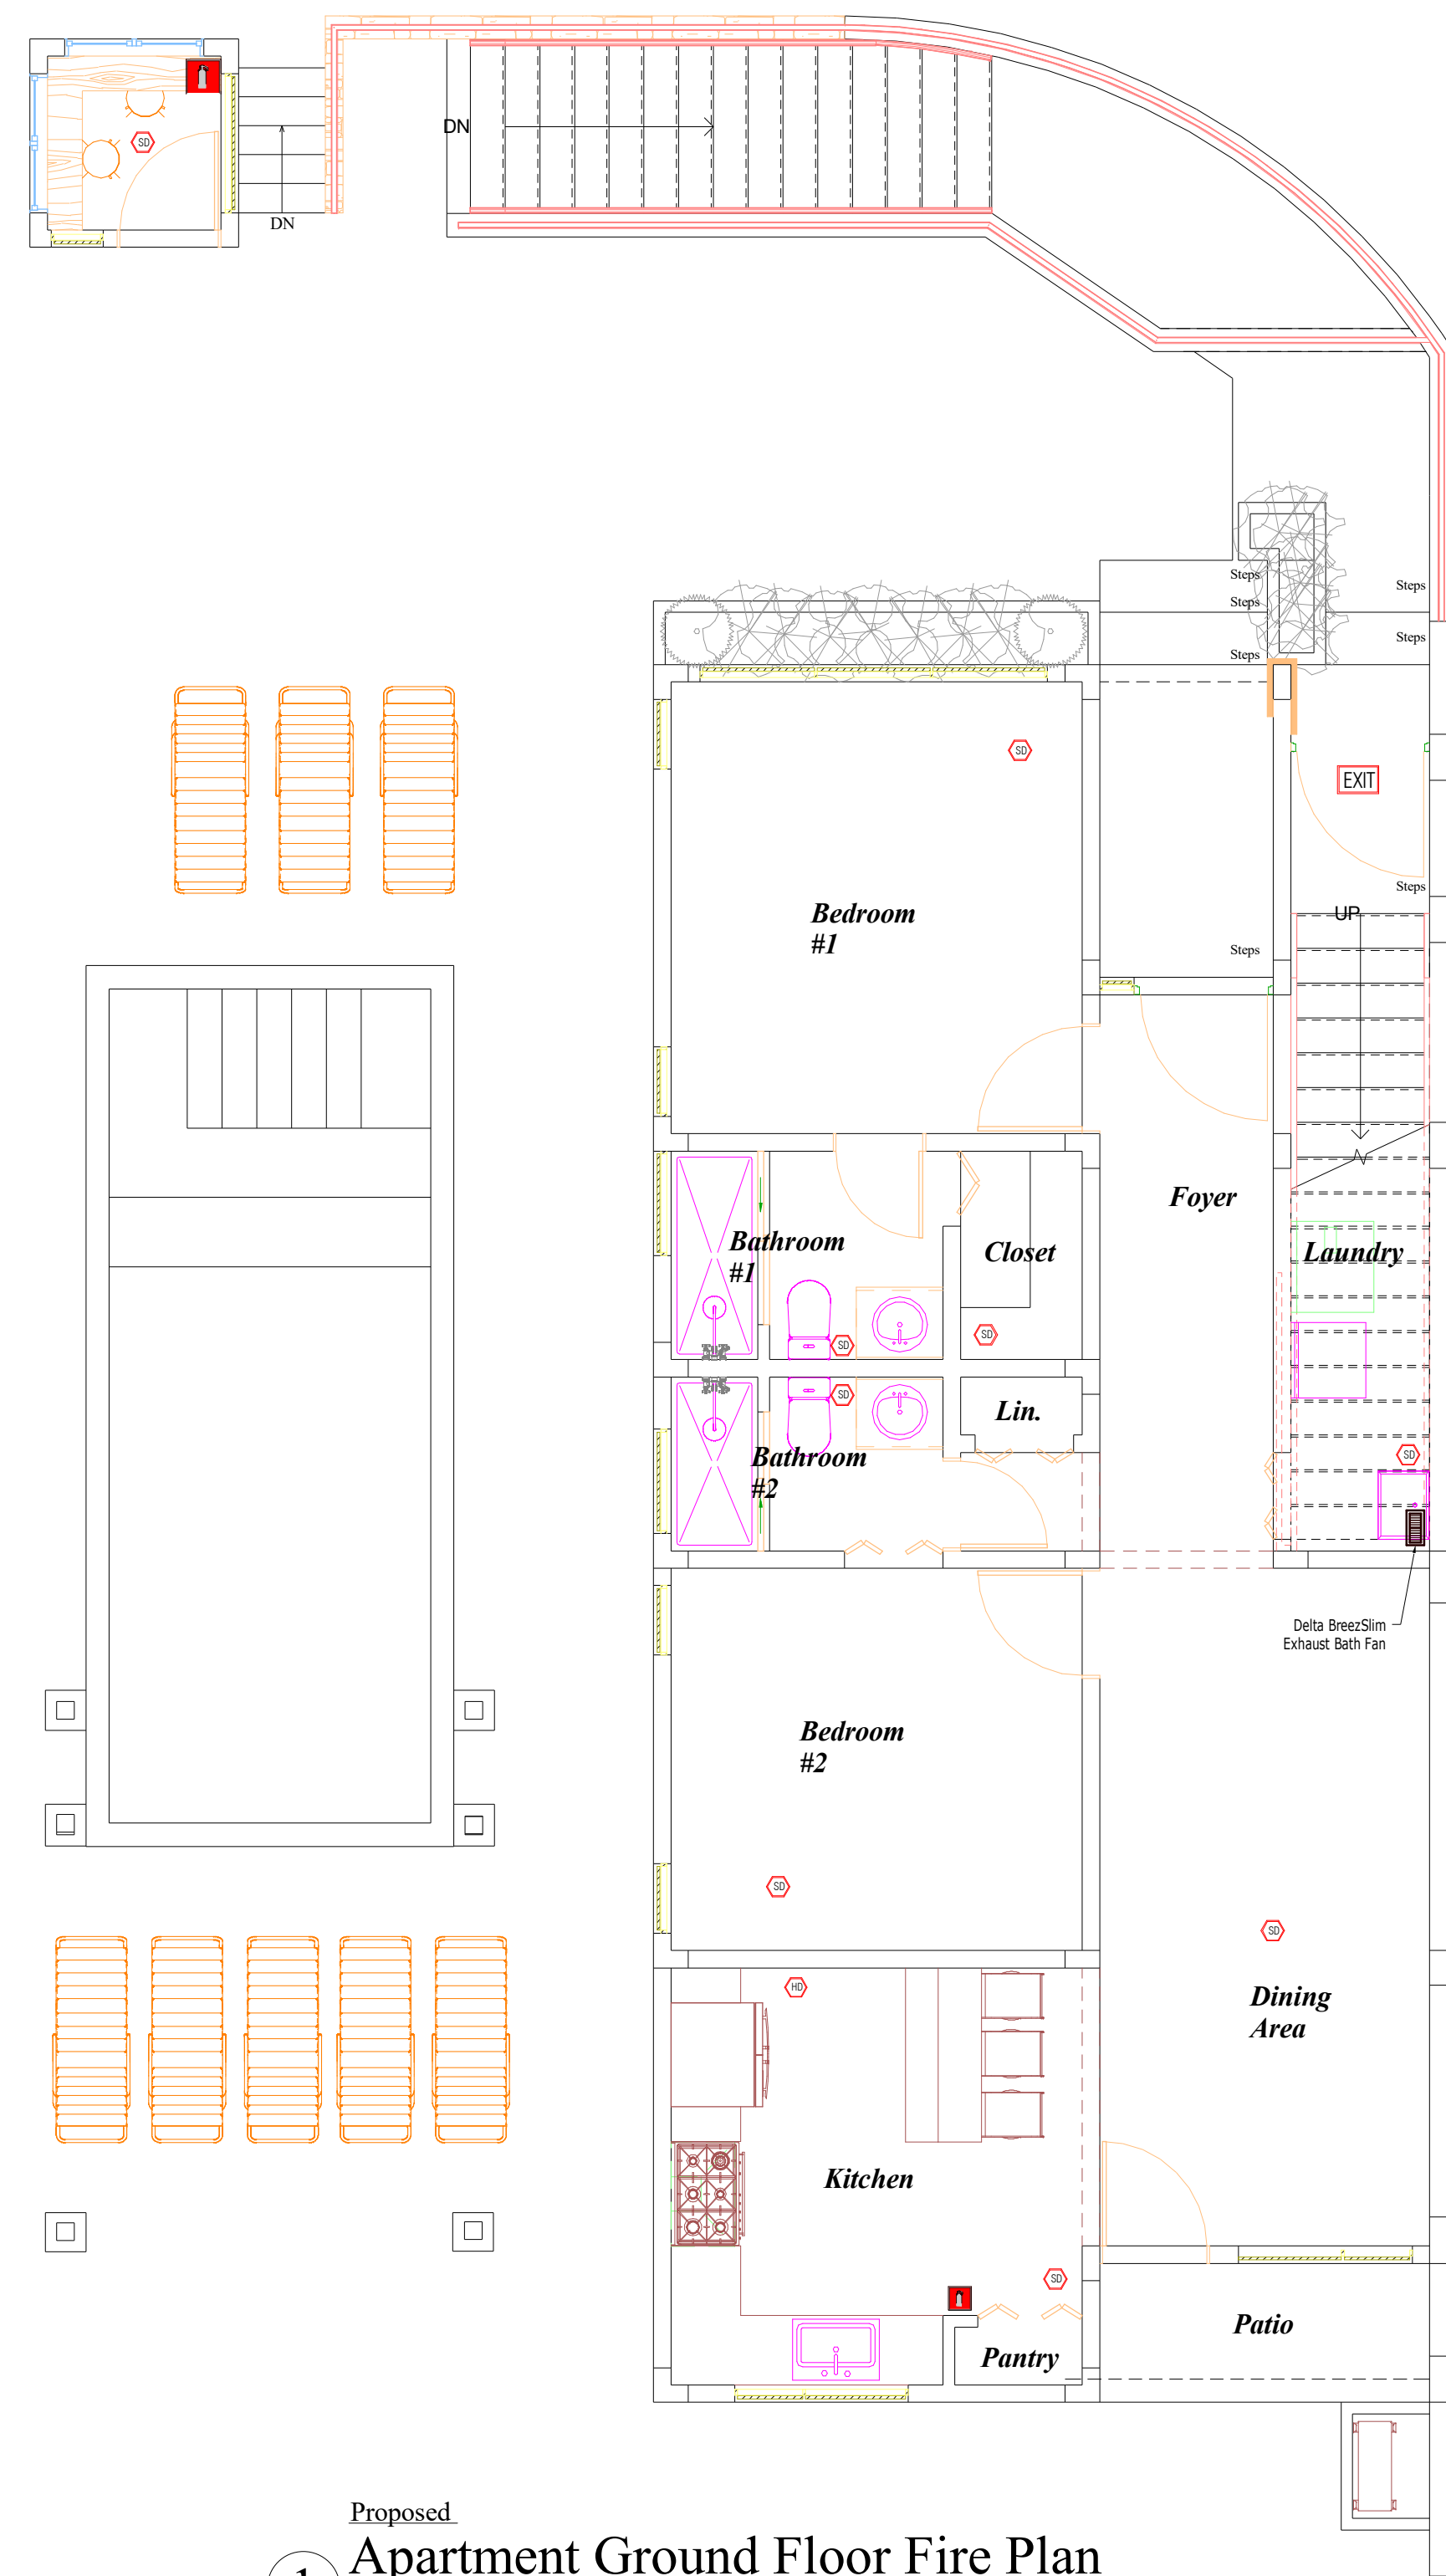 SD
DN
DN
Steps
Steps
Steps
Steps
Steps
SD
EXIT
Steps
UP
Bedroom
#1
Steps
Foyer
Bathroom
#1
Closet
Laundry
SD
SD
SD
Lin.
Bathroom
#2
SD
Delta BreezSlim
Exhaust Bath Fan
Bedroom
#2
SD
SD
HD
Dining
Area
Kitchen
SD
Patio
Pantry
Proposed
1
Apartment Ground Floor Fire Plan